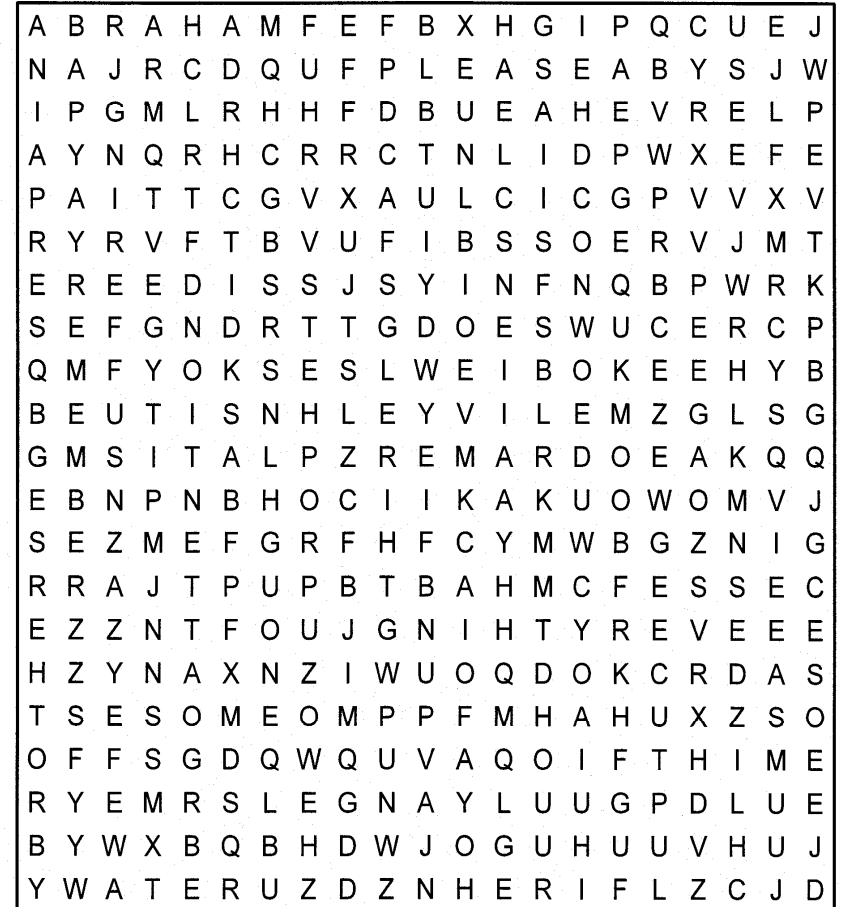 A B R A H A M F E F B X H G I P Q C U E J
N A J R C D Q U F P L E A S E A B Y S J W
I P G M L R H H F D B U E A H E V R E L P
A Y N Q R H C R R C T N L I D P W X E F E
P A I T T C G V X A U L C I C G P V V X V
R Y R V F T B V U F I B S S O E R V J M T
E R E E D I S S J S Y I N F N Q B P W R K
S E F G N D R T T G D O E S W U C E R C P
Q M F Y O K S E S L W E I B O K E E H Y B
B E U T I S N H L E Y V I L E M Z G L S G
G M S I T A L P Z R E M A R D O E A K Q Q
E B N P N B H O C I I K A K U O W O M V J
S E Z M E F G R F H F C Y M W B G Z N I G
R R A J T P U P B T B A H M C F E S S E C
E Z Z N T F O U J G N I H T Y R E V E E E
H Z Y N A X N Z I W U O Q D O K C R D A S
T S E S O M E O M P P F M H A H U X Z S O
O F F S G D Q W Q U V A Q O I F T H I M E
R Y E M R S L E G N A Y L U U G P D L U E
B Y W X B Q B H D W J O G U H U U V H U J
Y W A T E R U Z D Z N H E R I F L Z C J D